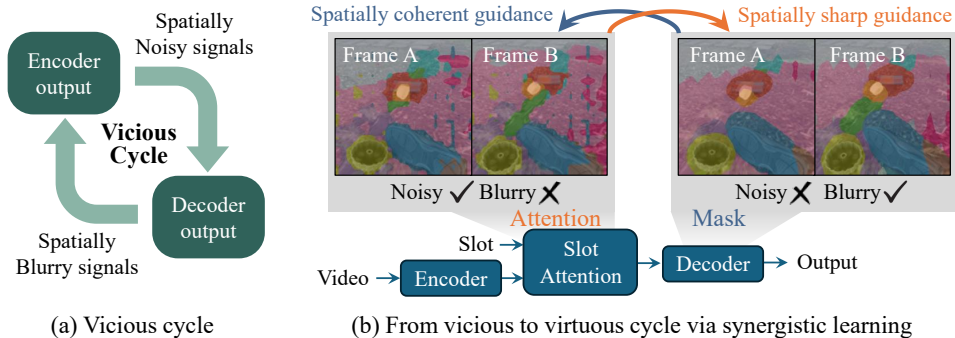 Spatially
Noisy signals
Encoder
output
Vicious
Cycle
Decoder
output
Spatially
Blurry signals
(a) Vicious cycle
Spatially coherent guidance
Spatially sharp guidance
Frame A
Frame B
Frame A
Frame B
Noisy ✓ Blurry ✗
Noisy ✗ Blurry ✓
Attention
Mask
Slot
Slot
Attention
Video
Encoder
Decoder
Output
(b) From vicious to virtuous cycle via synergistic learning